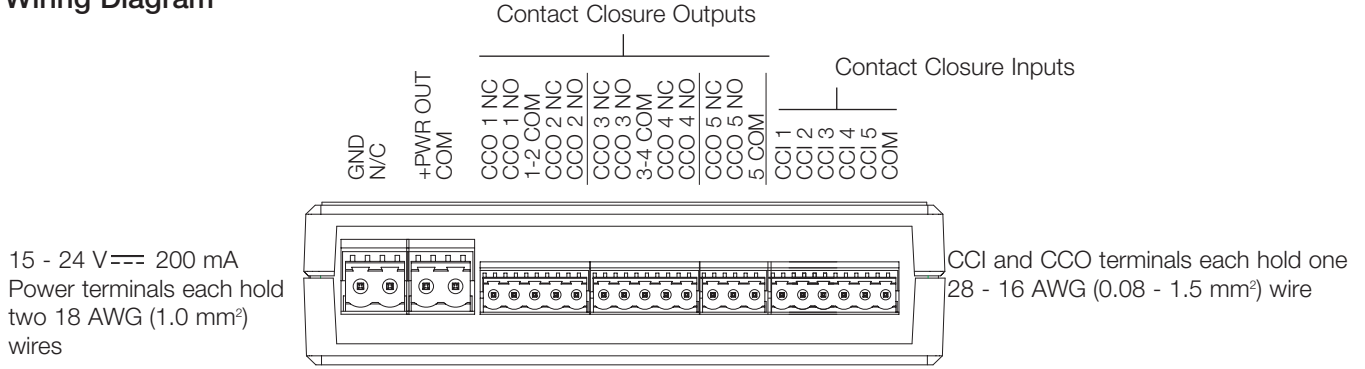 Wiring Diagram
Contact Closure Outputs
Contact Closure Inputs
GND
N/C
+PWR OUT
COM
CCO 1 NC
CCO 1 NO
1-2 COM
CCO 2 NC
CCO 2 NO
CCO 3 NC
CCO 3 NO
3-4 COM
CCO 4 NC
CCO 4 NO
CCO 5 NC
CCO 5 NO
5 COM
CCI 1
CCI 2
CCI 3
CCI 4
CCI 5
COM
15 - 24 V⎓ 200 mA
Power terminals each hold
two 18 AWG (1.0 mm²)
wires
CCI and CCO terminals each hold one
28 - 16 AWG (0.08 - 1.5 mm²) wire